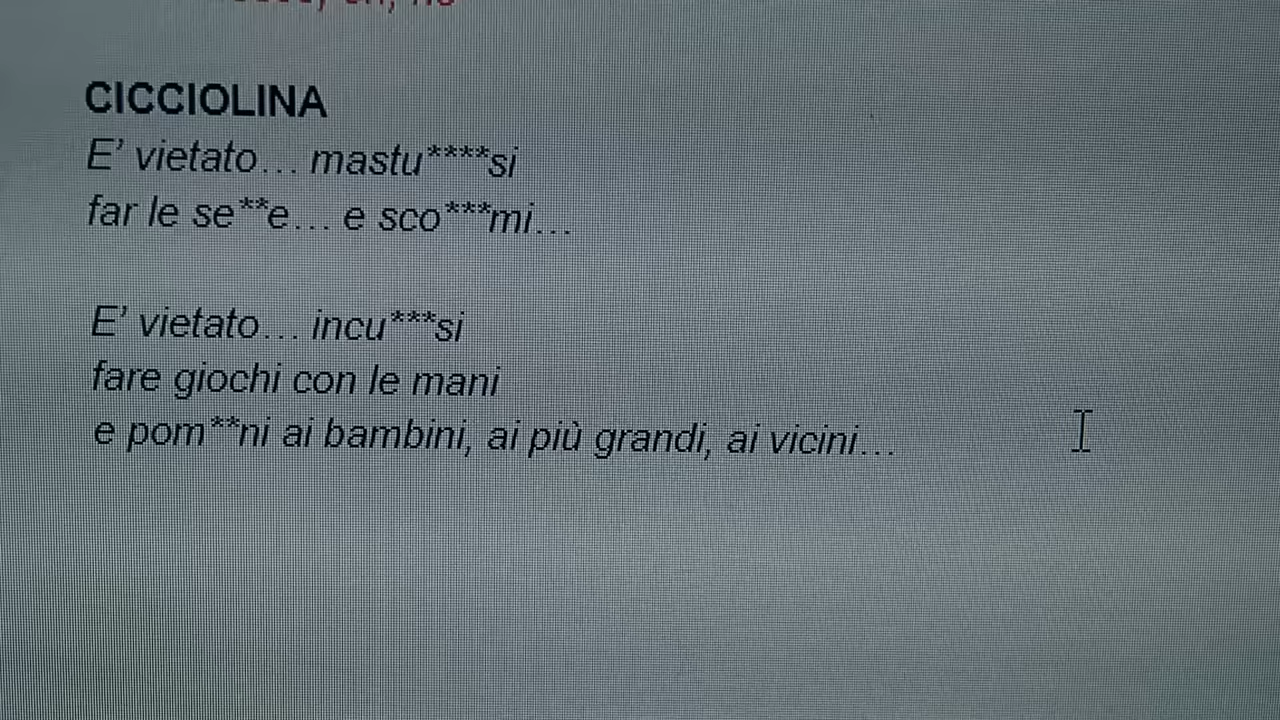 CICCIOLINA
E' vietato... mastu****si
far le se**e... e sco***mi...
E' vietato... incu***si
fare giochi con le mani
e pom**ni ai bambini, ai più grandi, ai vicini...